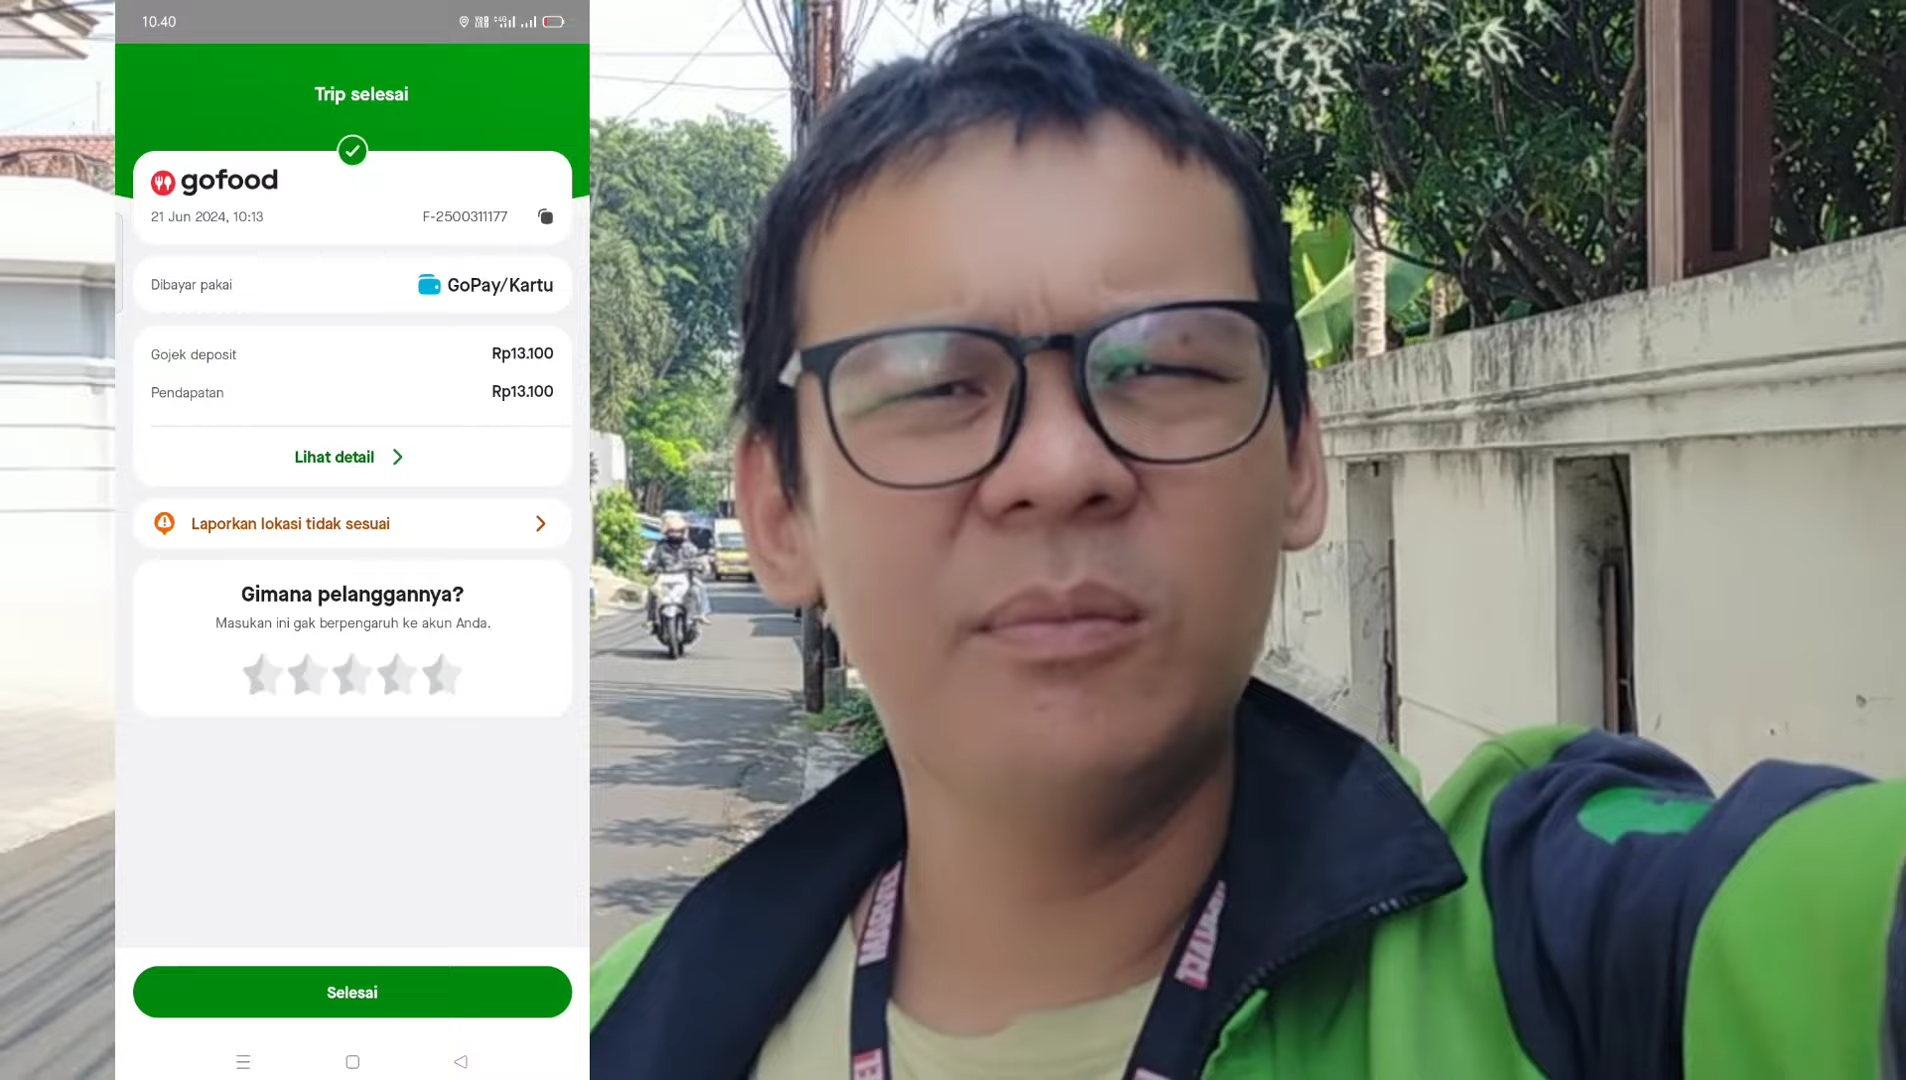 10.40
Trip selesai
gofood
21 Jun 2024, 10:13
F-2500311177
Dibayar pakai
GoPay/Kartu
Gojek deposit
Rp13.100
Pendapatan
Rp13.100
Lihat detail
Laporkan lokasi tidak sesuai
Gimana pelanggannya?
Masukan ini gak berpengaruh ke akun Anda.
Selesai
MARVEL
MARVEL